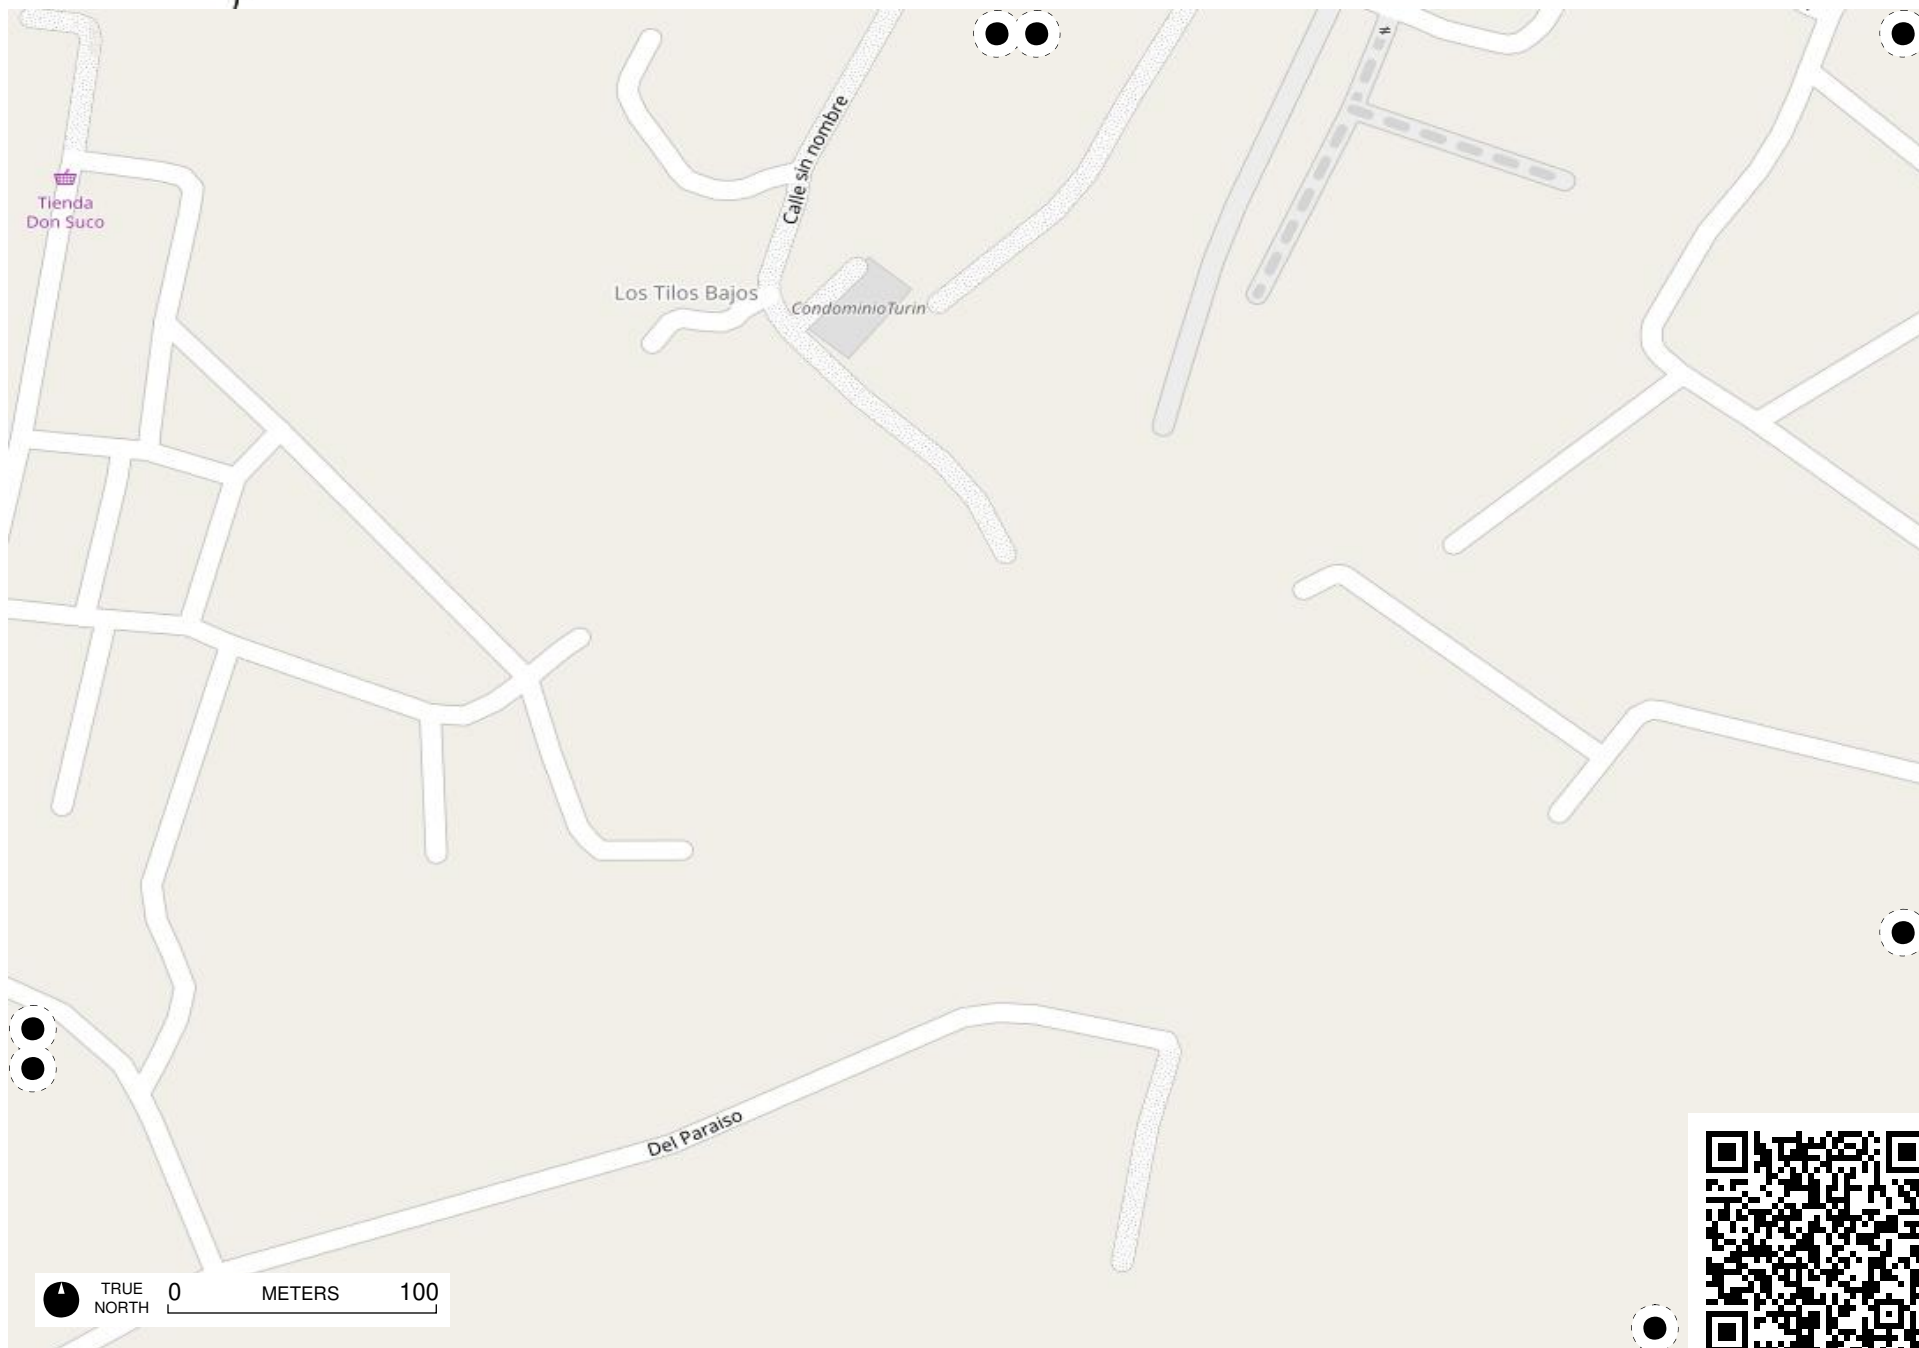 Calle sin nombre
Tienda
Don Suco
Los Tilos Bajos
CondominioTurin
Del Paraiso
TRUE
NORTH
0 METERS 100